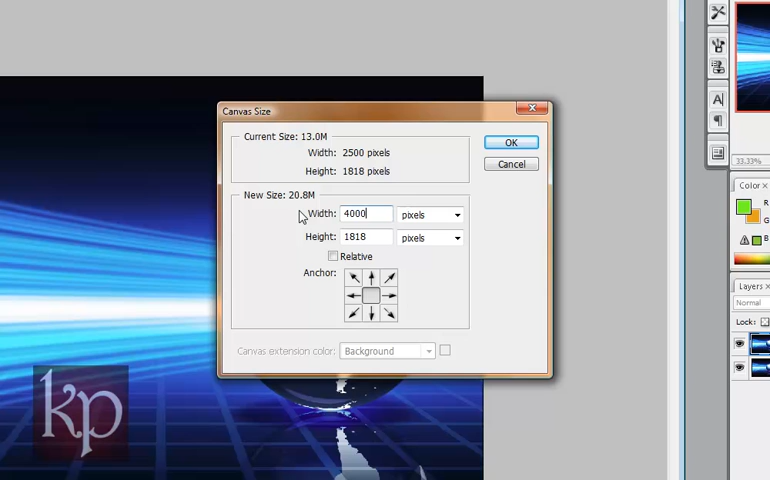 Canvas Size
Current Size: 13.0M
Width: 2500 pixels
Height: 1818 pixels
OK
Cancel
New Size: 20.8M
Width: 4000 pixels
Height: 1818 pixels
Relative
Anchor:
Canvas extension color: Background
kp
A
33.33%
Color ×
R
G
B
Layers ×
Normal
Lock: